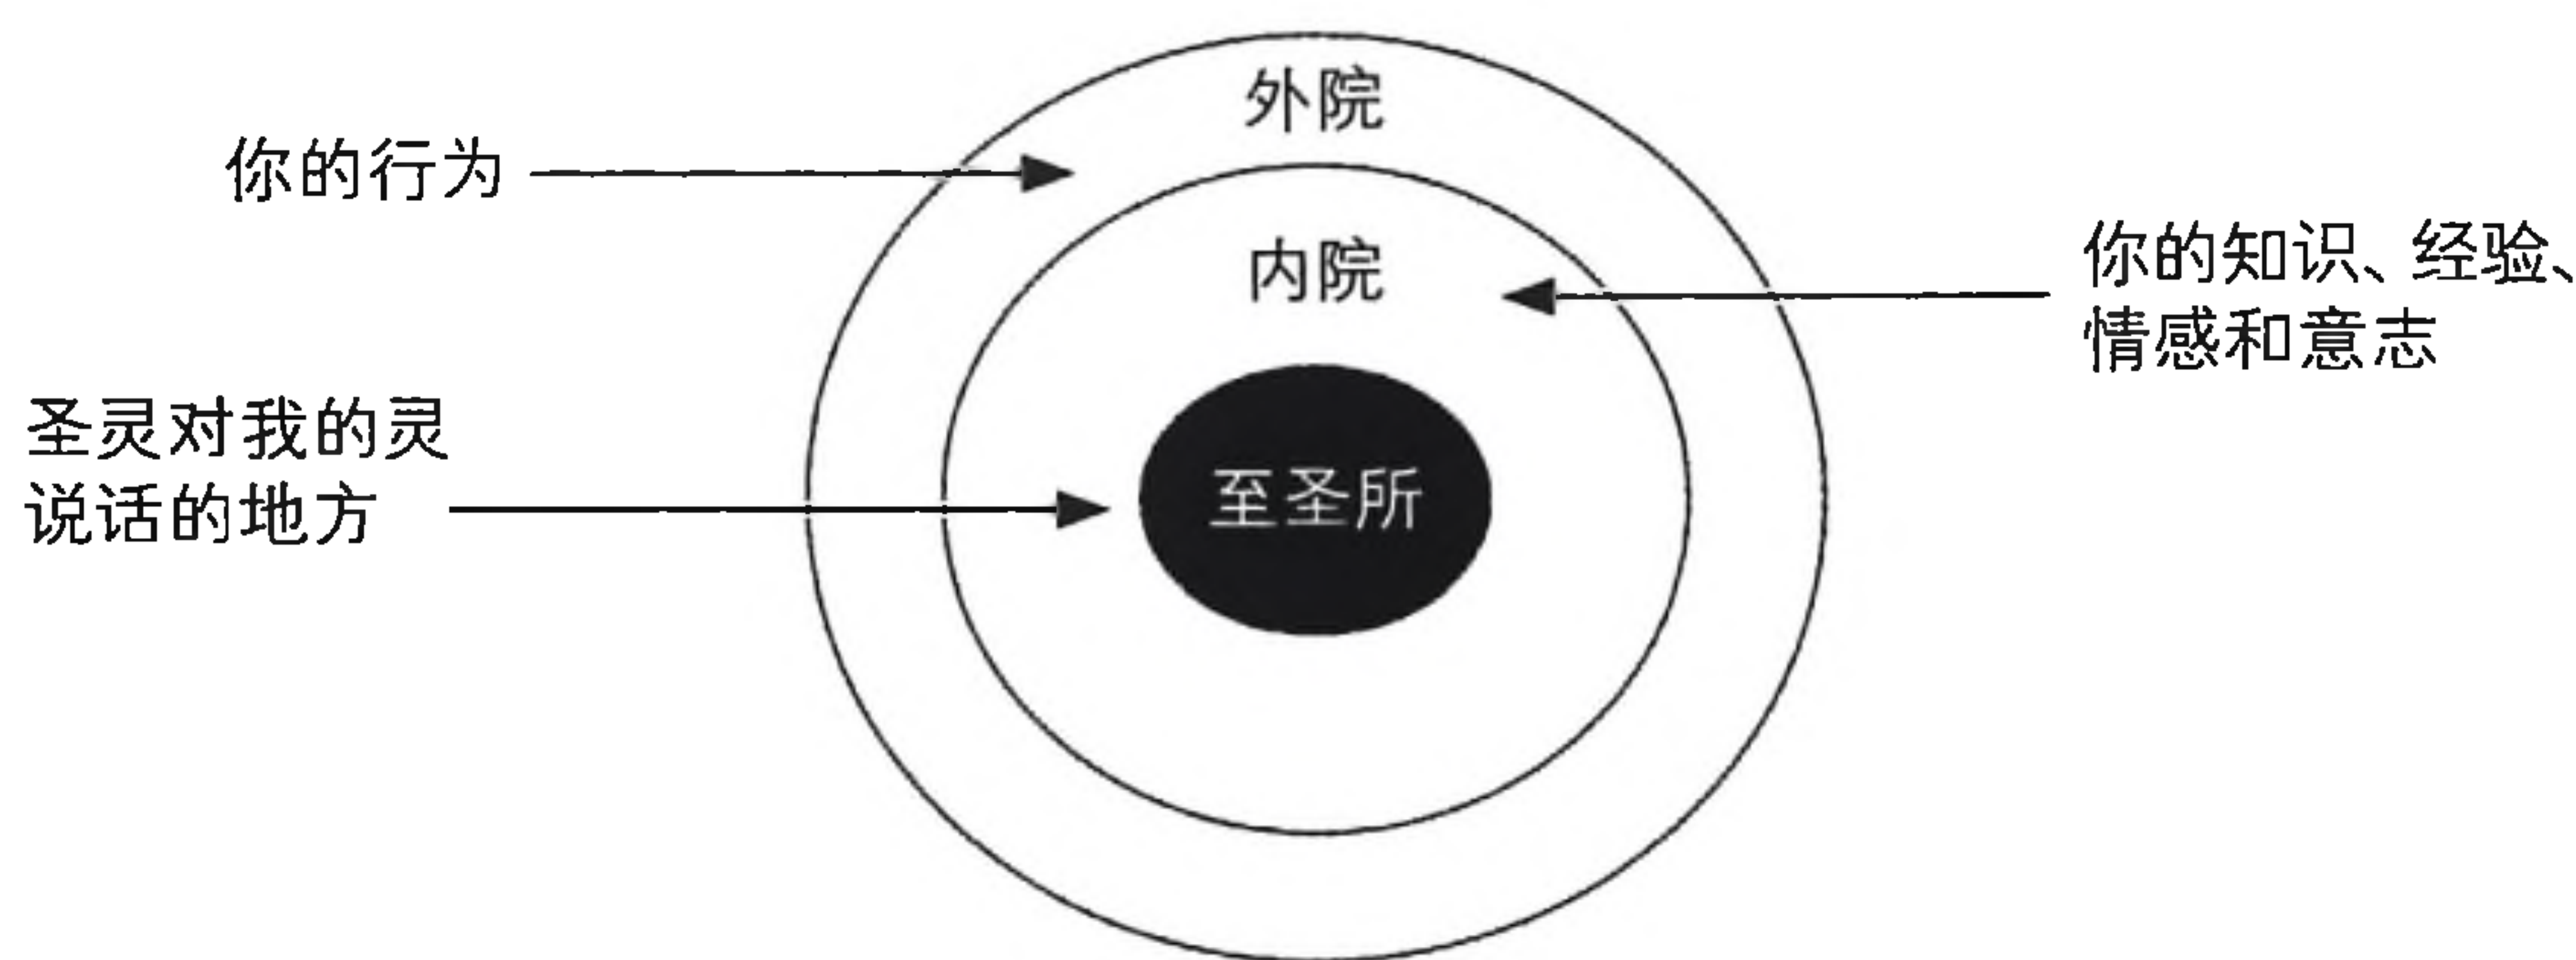 外院
你的行为
内院
你的知识、经验、
情感和意志
圣灵对我的灵
说话的地方
至圣所